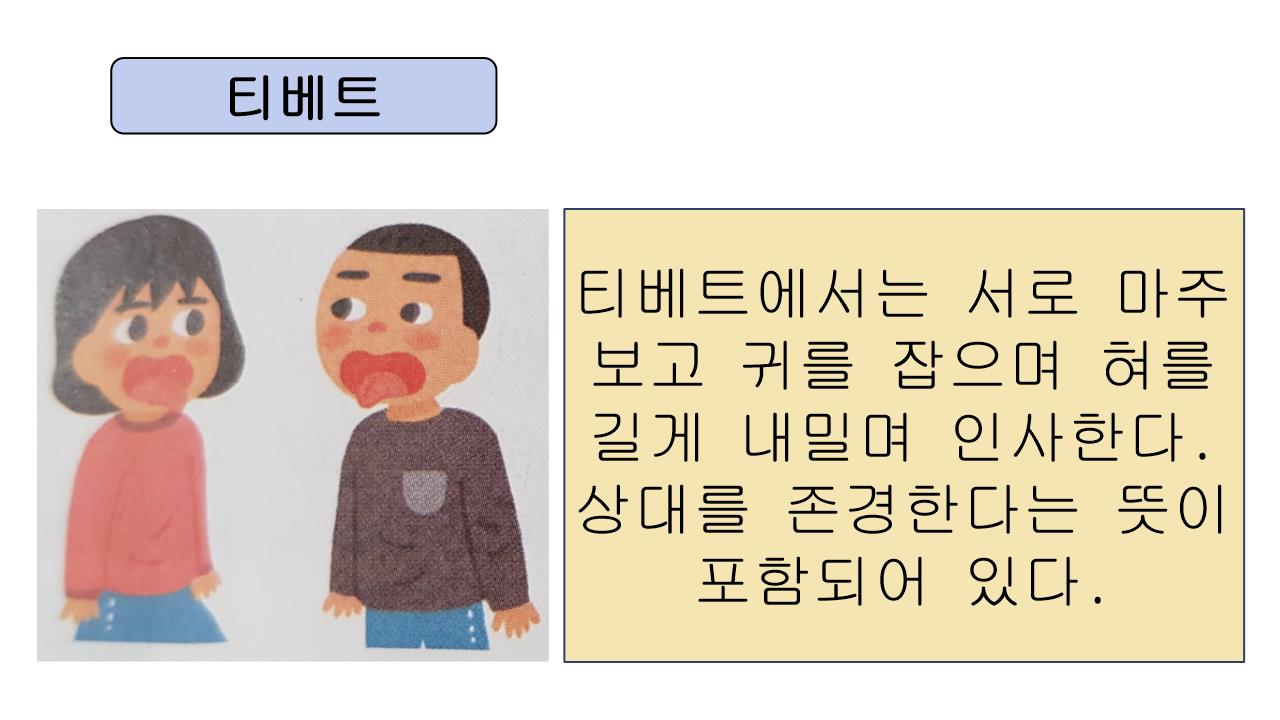 티베트
티베트에서는 서로 마주
보고 귀를 잡으며 혀를
길게 내밀며 인사한다.
상대를 존경한다는 뜻이
포함되어 있다.